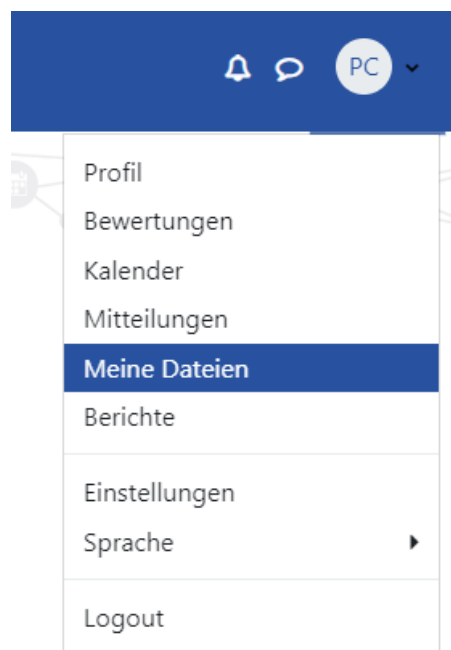 PC
Profil
Bewertungen
Kalender
Mitteilungen
Meine Dateien
Berichte
Einstellungen
Sprache
Logout